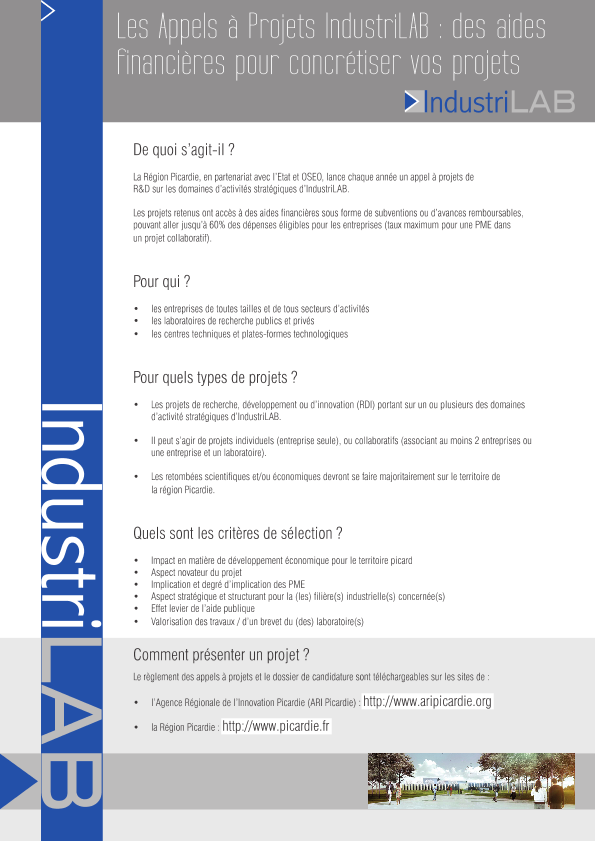 Les Appels à Projets IndustriLAB : des aides
financières pour concrétiser vos projets
IndustriLAB
De quoi s'agit-il ?
La Région Picardie, en partenariat avec l'Etat et OSEO, lance chaque année un appel à projets de
R&D sur les domaines d'activités stratégiques d'IndustriLAB.
Les projets retenus ont accès à des aides financières sous forme de subventions ou d'avances remboursables,
pouvant aller jusqu'à 60% des dépenses éligibles pour les entreprises (taux maximum pour une PME dans
un projet collaboratif).
Pour qui ?
• les entreprises de toutes tailles et de tous secteurs d'activités
• les laboratoires de recherche publics et privés
• les centres techniques et plates-formes technologiques
Pour quels types de projets ?
• Les projets de recherche, développement ou d'innovation (RDI) portant sur un ou plusieurs des domaines
d'activité stratégiques d'IndustriLAB.
• Il peut s'agir de projets individuels (entreprise seule), ou collaboratifs (associant au moins 2 entreprises ou
une entreprise et un laboratoire).
• Les retombées scientifiques et/ou économiques devront se faire majoritairement sur le territoire de
la région Picardie.
Quels sont les critères de sélection ?
• Impact en matière de développement économique pour le territoire picard
• Aspect novateur du projet
• Implication et degré d'implication des PME
• Aspect stratégique et structurant pour la (les) filière(s) industrielle(s) concernée(s)
• Effet levier de l'aide publique
• Valorisation des travaux / d'un brevet du (des) laboratoire(s)
Comment présenter un projet ?
Le règlement des appels à projets et le dossier de candidature sont téléchargeables sur les sites de :
• l'Agence Régionale de l'Innovation Picardie (ARI Picardie) : http://www.aripicardie.org
• la Région Picardie : http://www.picardie.fr
IndustriLAB